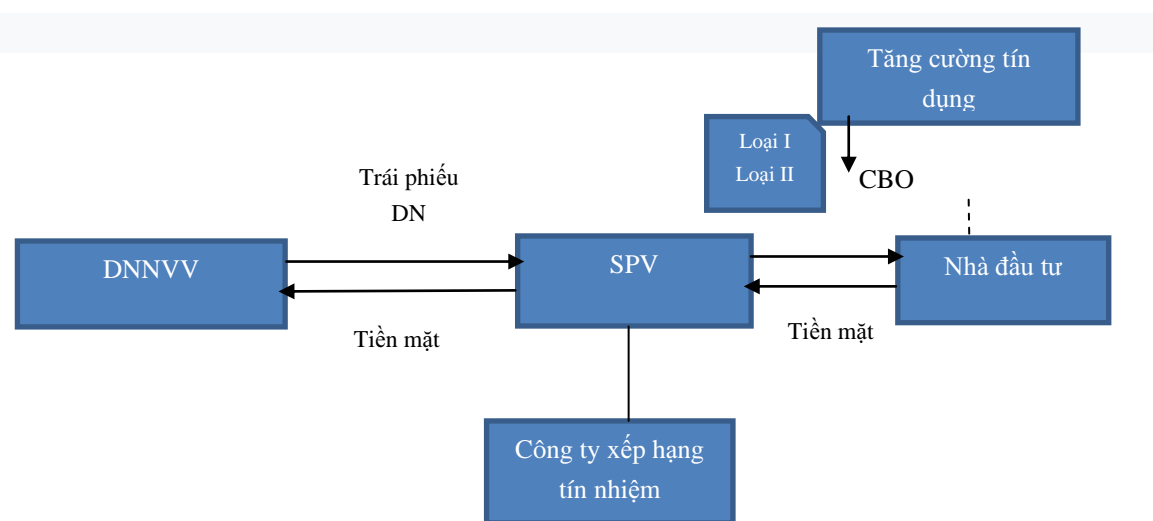 Tăng cường tín
dụng
Loại I
Loại II
CBO
Trái phiếu
DN
DNNVV
SPV
Nhà đầu tư
Tiền mặt
Tiền mặt
Công ty xếp hạng
tín nhiệm